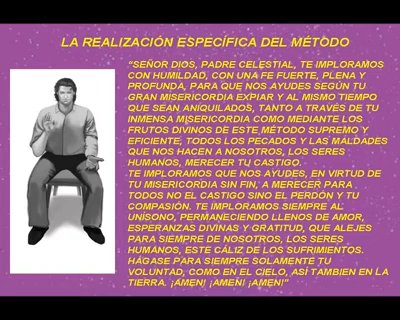 LA REALIZACIÓN ESPECÍFICA DEL MÉTODO
"SEÑOR DIOS, PADRE CELESTIAL, TE IMPLORAMOS
CON HUMILDAD, CON UNA FE FUERTE, PLENA Y
PROFUNDA, PARA QUE NOS AYUDES SEGÚN TU
GRAN MISERICORDIA EXPIAR Y AL MISMO TIEMPO
QUE SEAN ANIQUILADOS, TANTO A TRAVÉS DE TU
INMENSA MISERICORDIA COMO MEDIANTE LOS
FRUTOS DIVINOS DE ESTE MÉTODO SUPREMO Y
EFICIENTE, TODOS LOS PECADOS Y LAS MALDADES
QUE NOS HACEN A NOSOTROS, LOS SERES
HUMANOS, MERECER TU CASTIGO.
TE IMPLORAMOS QUE NOS AYUDES, EN VIRTUD DE
TU MISERICORDIA SIN FIN, A MERECER PARA
TODOS NO EL CASTIGO SINO EL PERDÓN Y TU
COMPASIÓN. TE IMPLORAMOS SIEMPRE AL
UNÍSONO, PERMANECIENDO LLENOS DE AMOR,
ESPERANZAS DIVINAS Y GRATITUD, QUE ALEJES
PARA SIEMPRE DE NOSOTROS, LOS SERES
HUMANOS, ESTE CÁLIZ DE LOS SUFRIMIENTOS.
HÁGASE PARA SIEMPRE SOLAMENTE TU
VOLUNTAD, COMO EN EL CIELO, ASÍ TAMBIEN EN LA
TIERRA. ¡AMEN! ¡AMEN! ¡AMEN!"